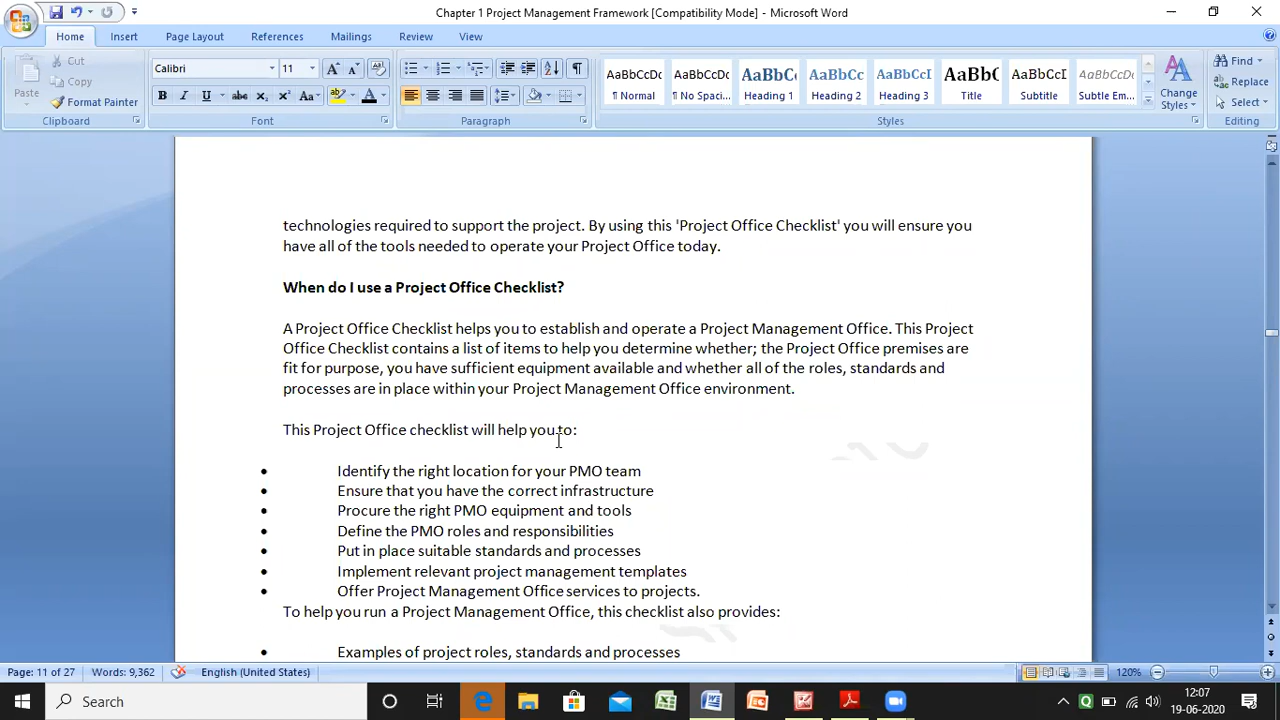 Chapter 1 Project Management Framework [Compatibility Mode] - Microsoft Word
Home Insert Page Layout References Mailings Review View
Paste Cut Copy Format Painter Clipboard
Calibri 11 Font
Paragraph
AaBbCcDc ¶ Normal
AaBbCcDc ¶ No Spaci...
AaBbC Heading 1
AaBbCc Heading 2
AaBbCcI Heading 3
AaBbC Title
AaBbCcI Subtitle
AaBbCcDc Subtle Em...
Change Styles
Styles
Find
Replace
Select
Editing
technologies required to support the project. By using this 'Project Office Checklist' you will ensure you
have all of the tools needed to operate your Project Office today.
When do I use a Project Office Checklist?
A Project Office Checklist helps you to establish and operate a Project Management Office. This Project
Office Checklist contains a list of items to help you determine whether; the Project Office premises are
fit for purpose, you have sufficient equipment available and whether all of the roles, standards and
processes are in place within your Project Management Office environment.
This Project Office checklist will help you to:
• Identify the right location for your PMO team
• Ensure that you have the correct infrastructure
• Procure the right PMO equipment and tools
• Define the PMO roles and responsibilities
• Put in place suitable standards and processes
• Implement relevant project management templates
• Offer Project Management Office services to projects.
To help you run a Project Management Office, this checklist also provides:
• Examples of project roles, standards and processes
Page: 11 of 27 Words: 9,362 English (United States) 120%
Search
12:07
19-06-2020